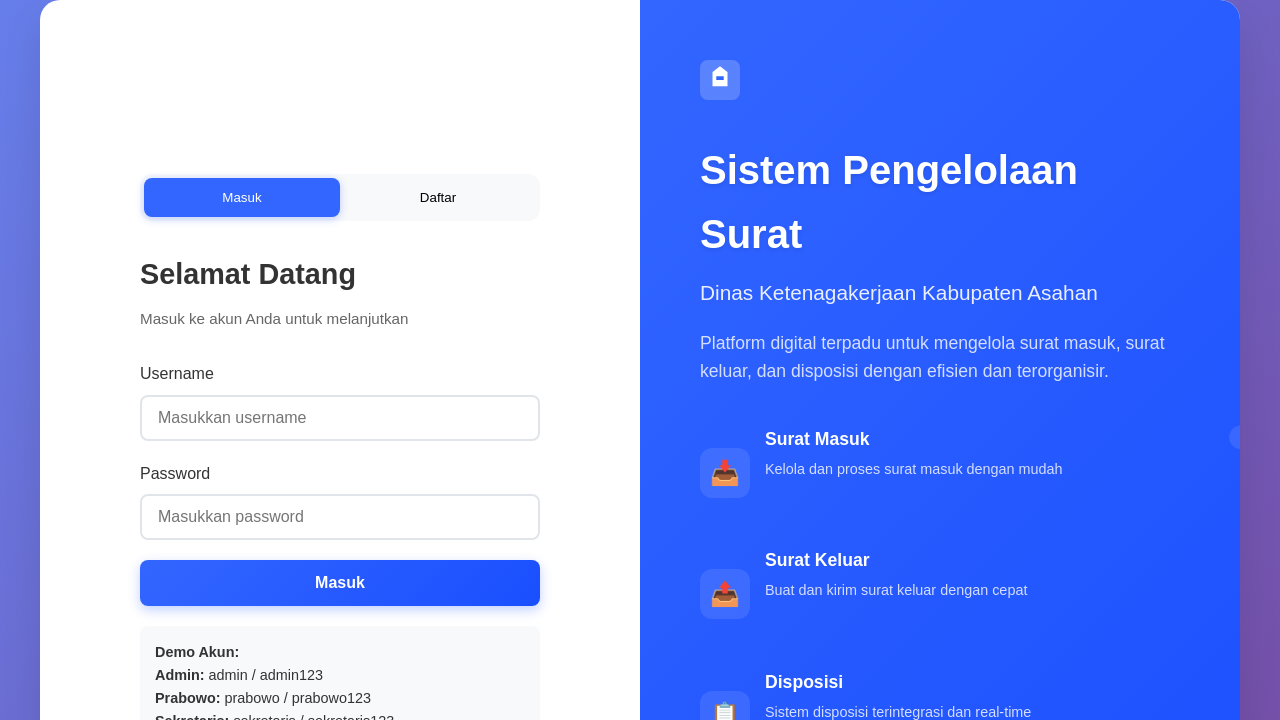 Masuk
Daftar
Selamat Datang
Masuk ke akun Anda untuk melanjutkan
Username
Masukkan username
Password
Masukkan password
Masuk
Demo Akun:
Admin: admin / admin123
Prabowo: prabowo / prabowo123
Sekretaris: sekretaris / sekretaris123
Sistem Pengelolaan
Surat
Dinas Ketenagakerjaan Kabupaten Asahan
Platform digital terpadu untuk mengelola surat masuk, surat
keluar, dan disposisi dengan efisien dan terorganisir.
Surat Masuk
Kelola dan proses surat masuk dengan mudah
Surat Keluar
Buat dan kirim surat keluar dengan cepat
Disposisi
Sistem disposisi terintegrasi dan real-time